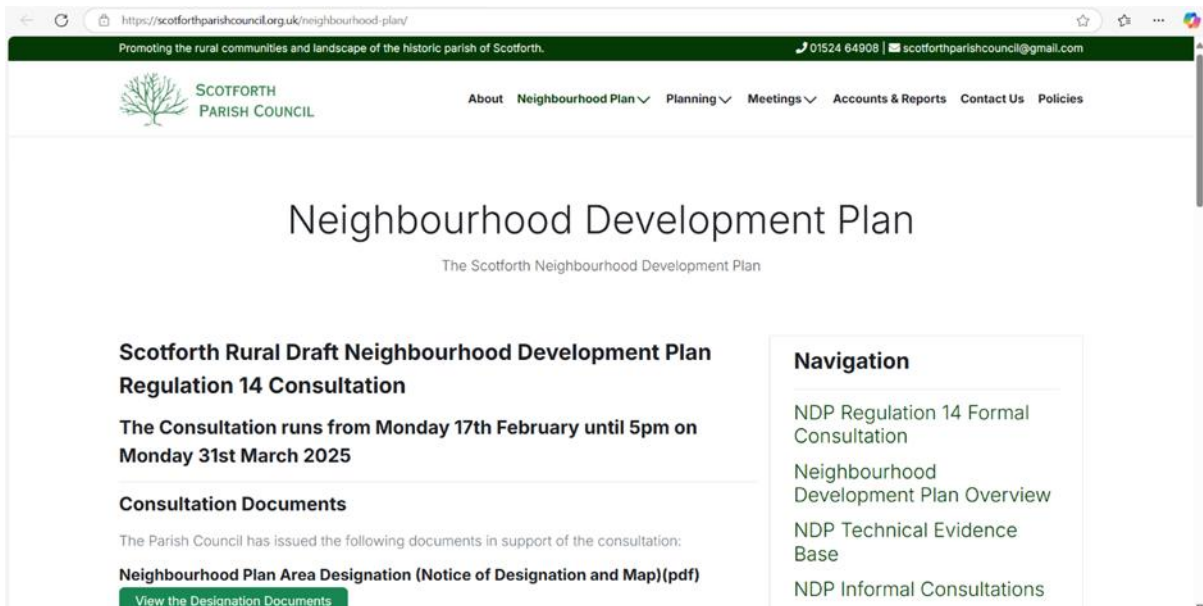 https://scotforthparishcouncil.org.uk/neighbourhood-plan/
Promoting the rural communities and landscape of the historic parish of Scotforth.
01524 64908 | scotforthparishcouncil@gmail.com
SCOTFORTH
PARISH COUNCIL
About Neighbourhood Plan Planning Meetings Accounts & Reports Contact Us Policies
Neighbourhood Development Plan
The Scotforth Neighbourhood Development Plan
Scotforth Rural Draft Neighbourhood Development Plan
Regulation 14 Consultation
The Consultation runs from Monday 17th February until 5pm on
Monday 31st March 2025
Consultation Documents
The Parish Council has issued the following documents in support of the consultation:
Neighbourhood Plan Area Designation (Notice of Designation and Map)(pdf)
View the Designation Documents
Navigation
NDP Regulation 14 Formal
Consultation
Neighbourhood
Development Plan Overview
NDP Technical Evidence
Base
NDP Informal Consultations